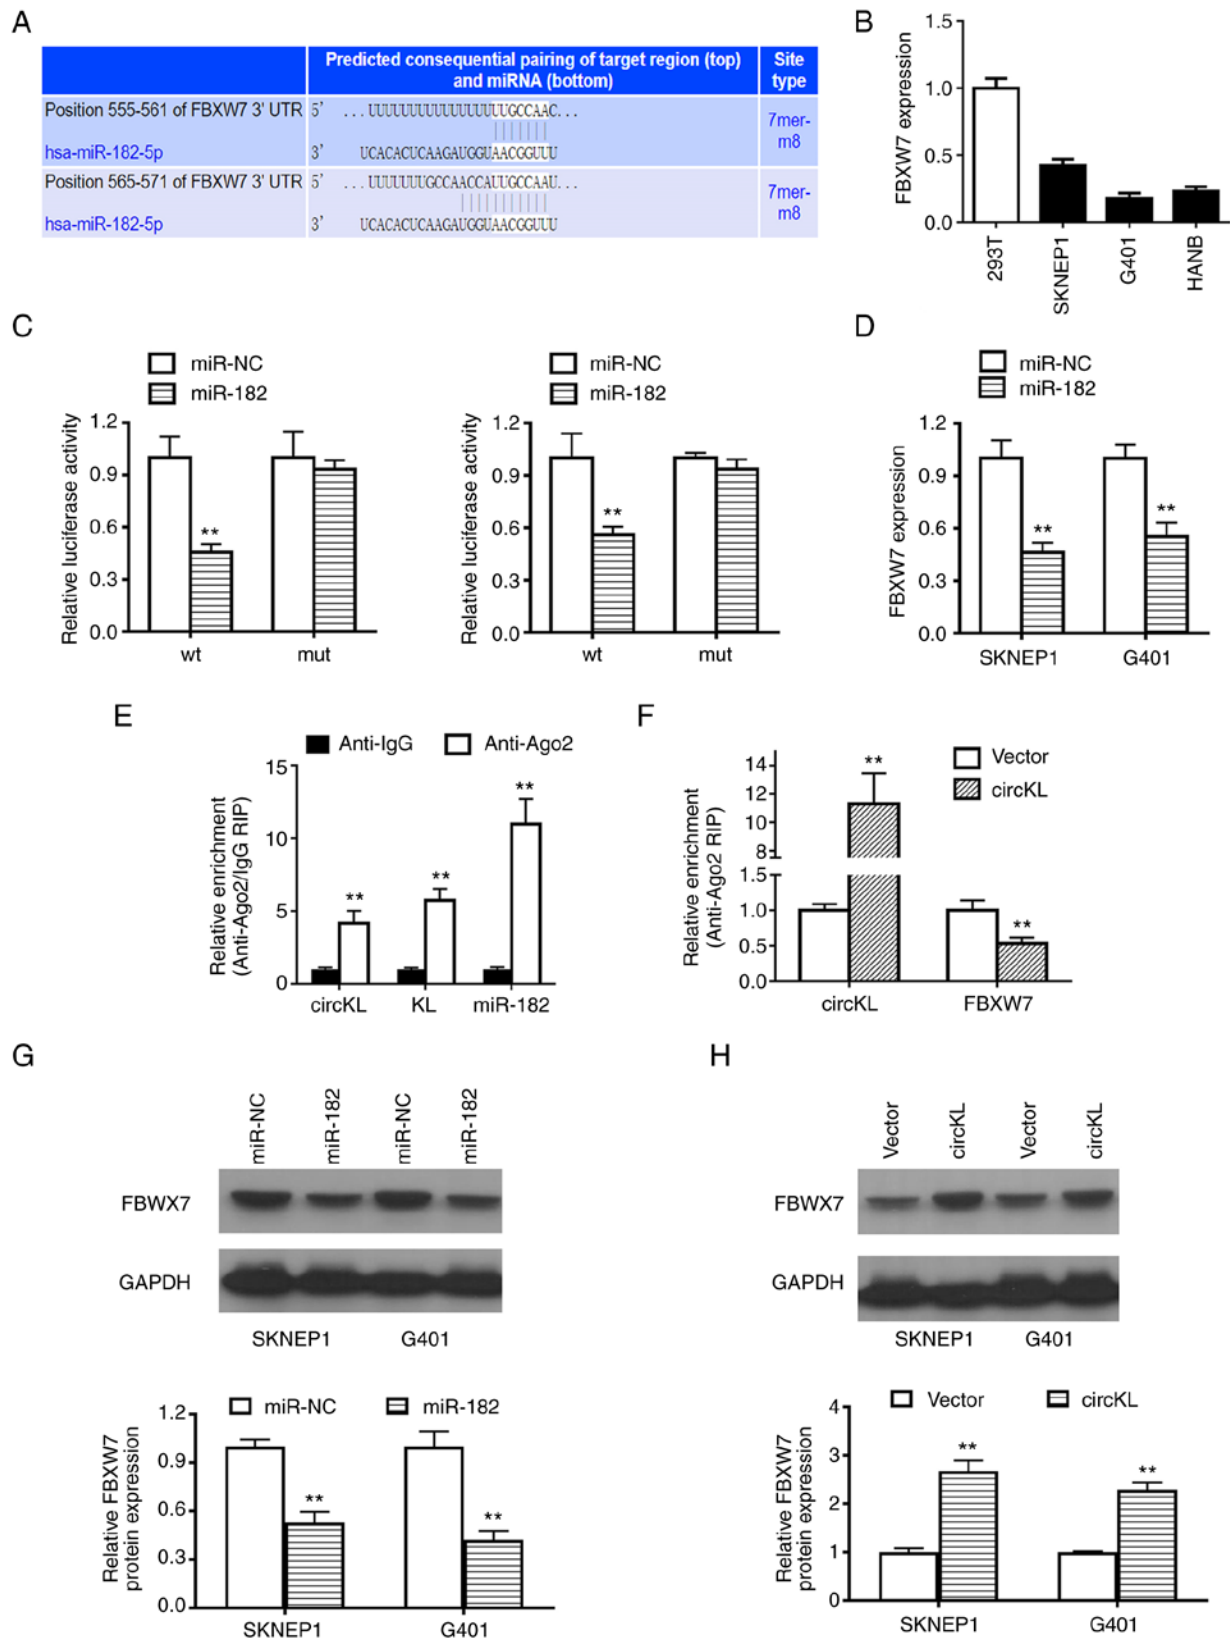 A
Predicted consequential pairing of target region (top) and miRNA (bottom)
Site type
Position 555-561 of FBXW7 3' UTR 5' ...UUUUUUUUUUUUUUUUUGCCAAC...
7mer-m8
hsa-miR-182-5p 3' UCACACUCAAGAUGGUAACGGUUU
Position 565-571 of FBXW7 3' UTR 5' ...UUUUUUGCCAACCAUUGCCAAU...
7mer-m8
hsa-miR-182-5p 3' UCACACUCAAGAUGGUAACGGUUU
B
FBXW7 expression
1.5
1.0
0.5
0.0
293T
SKNEP1
G401
HANB
C
miR-NC
miR-182
Relative luciferase activity
1.2
0.9
0.6
0.3
0.0
**
wt
mut
miR-NC
miR-182
Relative luciferase activity
1.2
0.9
0.6
0.3
0.0
**
wt
mut
D
miR-NC
miR-182
FBXW7 expression
1.2
0.9
0.6
0.3
0.0
**
**
SKNEP1
G401
E
Anti-IgG
Anti-Ago2
Relative enrichment
(Anti-Ago2/IgG RIP)
15
10
5
0
**
**
**
circKL
KL
miR-182
F
Vector
circKL
Relative enrichment
(Anti-Ago2 RIP)
14
12
10
8
1.5
1.0
0.5
0.0
**
**
circKL
FBXW7
G
miR-NC
miR-182
miR-NC
miR-182
FBWX7
GAPDH
SKNEP1
G401
miR-NC
miR-182
Relative FBXW7
protein expression
1.2
0.9
0.6
0.3
0.0
**
**
SKNEP1
G401
H
Vector
circKL
Vector
circKL
FBWX7
GAPDH
SKNEP1
G401
Vector
circKL
Relative FBXW7
protein expression
4
3
2
1
0
**
**
SKNEP1
G401